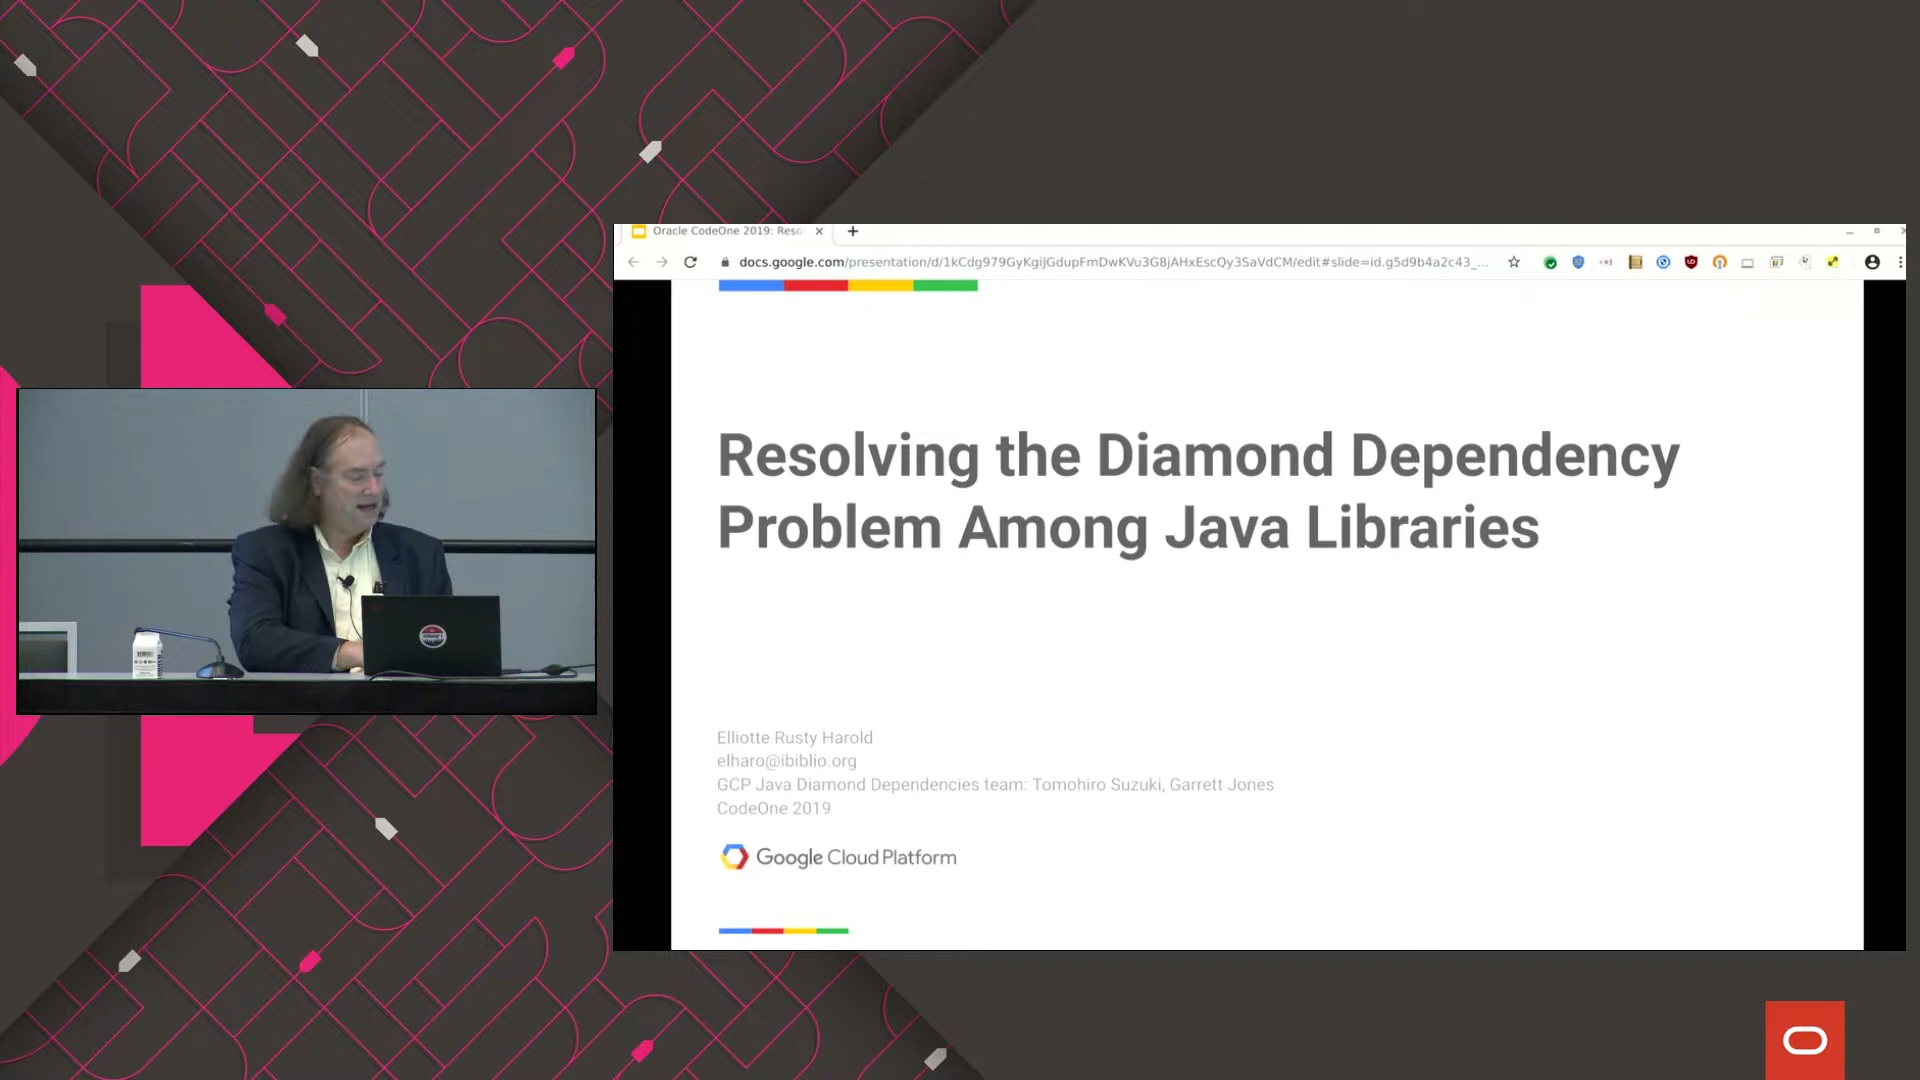 Oracle CodeOne 2019: Reso
docs.google.com/presentation/d/1kCdg979GyKgiJGdupFmDwKVu3G8jAHxEscQy3SaVdCM/edit#slide=id.g5d9b4a2c43_...
Resolving the Diamond Dependency
Problem Among Java Libraries
Elliotte Rusty Harold
elharo@ibiblio.org
GCP Java Diamond Dependencies team: Tomohiro Suzuki, Garrett Jones
CodeOne 2019
Google Cloud Platform